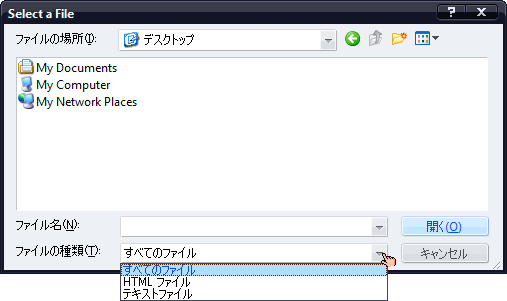 Select a File
ファイルの場所(I):
デスクトップ
My Documents
My Computer
My Network Places
ファイル名(N):
開く(O)
ファイルの種類(T):
すべてのファイル
キャンセル
すべてのファイル
HTML ファイル
テキストファイル